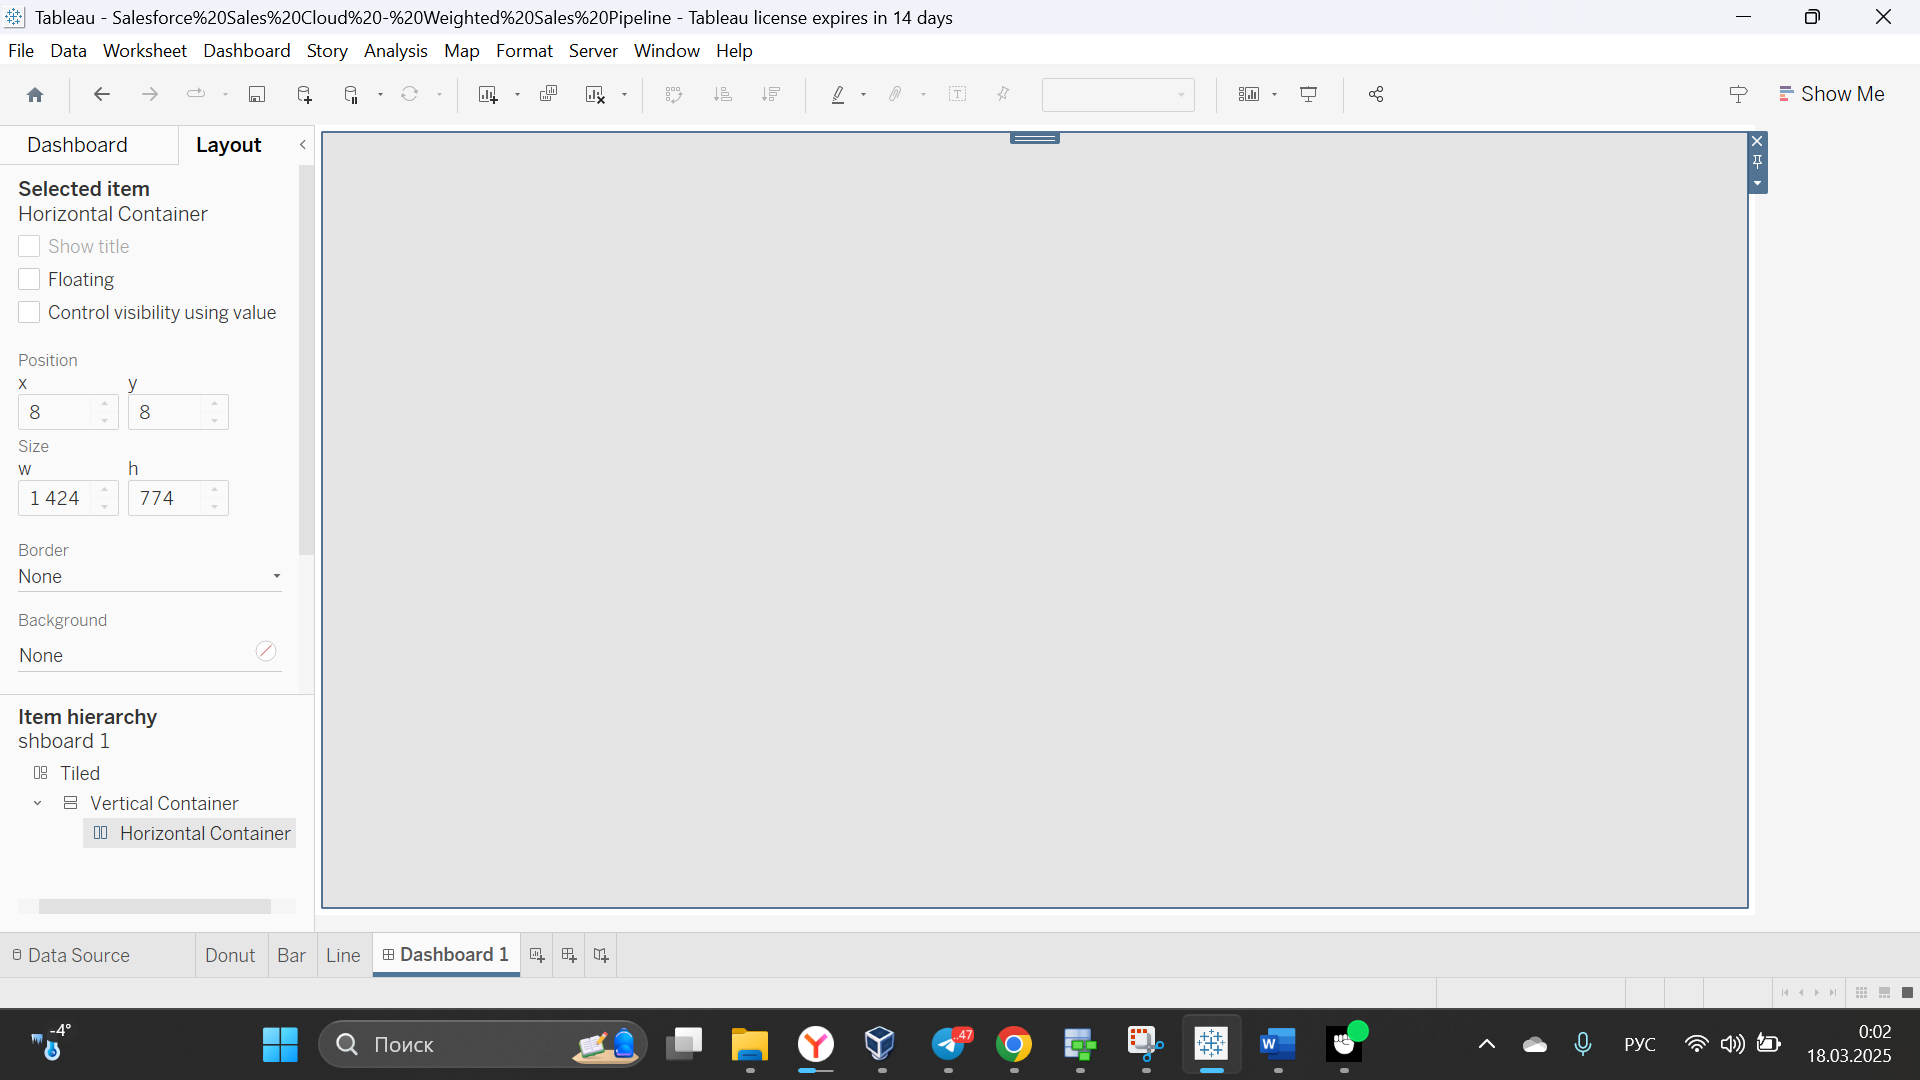 Tableau - Salesforce%20Sales%20Cloud%20-%20Weighted%20Sales%20Pipeline - Tableau license expires in 14 days
File Data Worksheet Dashboard Story Analysis Map Format Server Window Help
Show Me
Dashboard Layout
Selected item
Horizontal Container
Show title
Floating
Control visibility using value
Position
x y
8 8
Size
w h
1 424 774
Border
None
Background
None
Item hierarchy
shboard 1
Tiled
Vertical Container
Horizontal Container
Data Source Donut Bar Line Dashboard 1
-4°
Поиск
47
РУС
0:02
18.03.2025